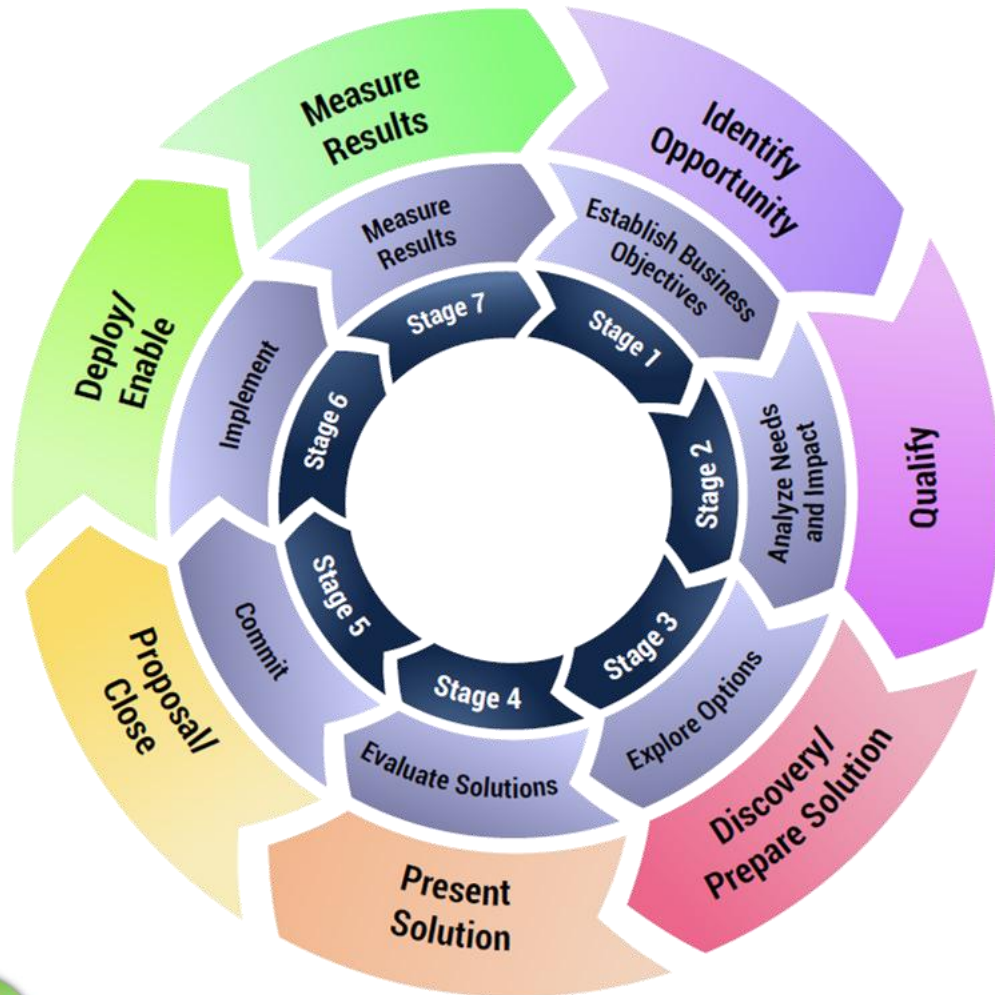 Identify
Opportunity
Establish Business
Objectives
Stage 1
Qualify
Analyze Needs
and Impact
Stage 2
Discovery/
Prepare Solution
Explore Options
Stage 3
Present
Solution
Evaluate Solutions
Stage 4
Proposal/
Close
Commit
Stage 5
Deploy/
Enable
Implement
Stage 6
Measure
Results
Measure
Results
Stage 7